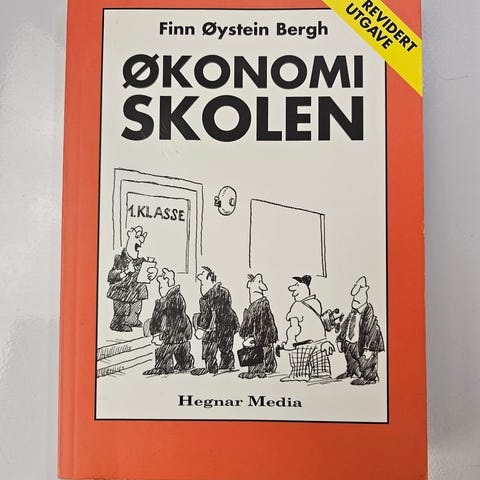 Finn Øystein Bergh
REVIDERT
UTGAVE
ØKONOMI
SKOLEN
1.KLASSE
Hegnar Media